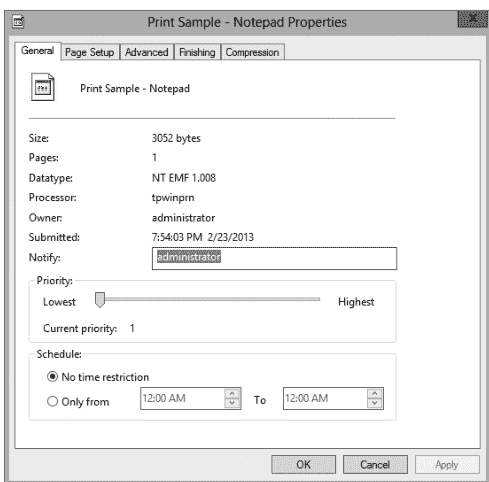 Print Sample - Notepad Properties
X
General Page Setup Advanced Finishing Compression
Print Sample - Notepad
Size: 3052 bytes
Pages: 1
Datatype: NT EMF 1.008
Processor: tpwinprn
Owner: administrator
Submitted: 7:54:03 PM 2/23/2013
Notify: administrator
Priority:
Lowest Highest
Current priority: 1
Schedule:
No time restriction
Only from 12:00 AM To 12:00 AM
OK Cancel Apply